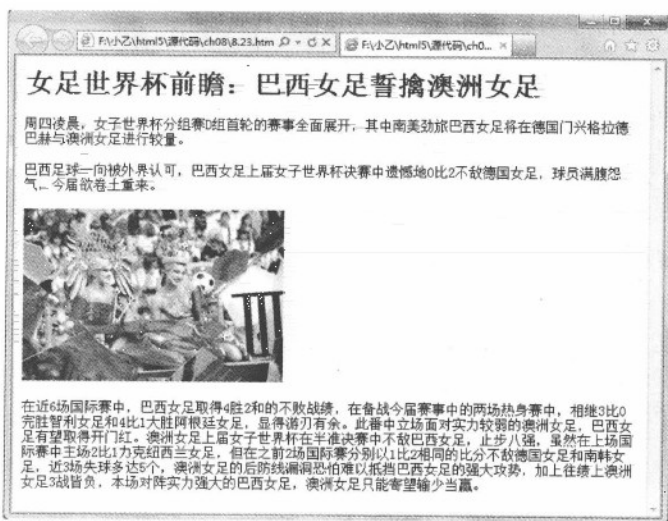 F:\小乙\html5\源代码\ch08\8.23.htm
F:\小乙\html5\源代码\ch0...
女足世界杯前瞻：巴西女足誓擒澳洲女足
周四凌晨，女子世界杯分组赛D组首轮的赛事全面展开，其中南美劲旅巴西女足将在德国门兴格拉德
巴赫与澳洲女足进行较量。
巴西足球一向被外界认可，巴西女足上届女子世界杯决赛中遗憾地0比2不敌德国女足，球员满腹怨
气，今届欲卷土重来。
在近6场国际赛中，巴西女足取得4胜2和的不败战绩，在备战今届赛事中的两场热身赛中，相继3比0
完胜智利女足和4比1大胜阿根廷女足，显得游刃有余。此番中立场面对实力较弱的澳洲女足，巴西女
足有望取得开门红。澳洲女足上届女子世界杯在半准决赛中不敌巴西女足，止步八强，虽然在上场国
际赛中主场2比1力克纽西兰女足，但在之前2场国际赛分别以1比2相同的比分不敌德国女足和南韩女
足，近3场失球多达5个，澳洲女足的后防线漏洞恐怕难以抵挡巴西女足的强大攻势，加上往绩上澳洲
女足3战皆负，本场对阵实力强大的巴西女足，澳洲女足只能寄望输少当赢。